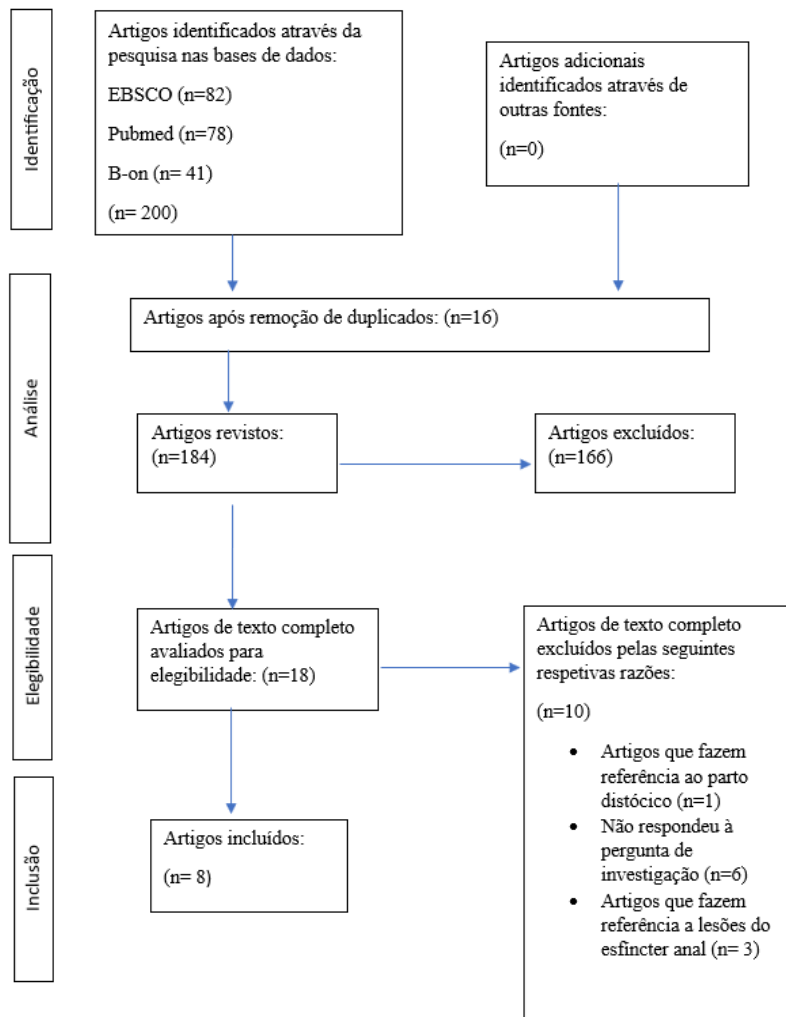 Identificação
Artigos identificados através da
pesquisa nas bases de dados:
EBSCO (n=82)
Pubmed (n=78)
B-on (n= 41)
(n= 200)
Artigos adicionais
identificados através de
outras fontes:
(n=0)
Análise
Artigos após remoção de duplicados: (n=16)
Artigos revistos:
(n=184)
Artigos excluídos:
(n=166)
Elegibilidade
Artigos de texto completo
avaliados para
elegibilidade: (n=18)
Artigos de texto completo
excluídos pelas seguintes
respetivas razões:
(n=10)
• Artigos que fazem
referência ao parto
distócico (n=1)
• Não respondeu à
pergunta de
investigação (n=6)
• Artigos que fazem
referência a lesões do
esfíncter anal (n= 3)
Inclusão
Artigos incluídos:
(n= 8)